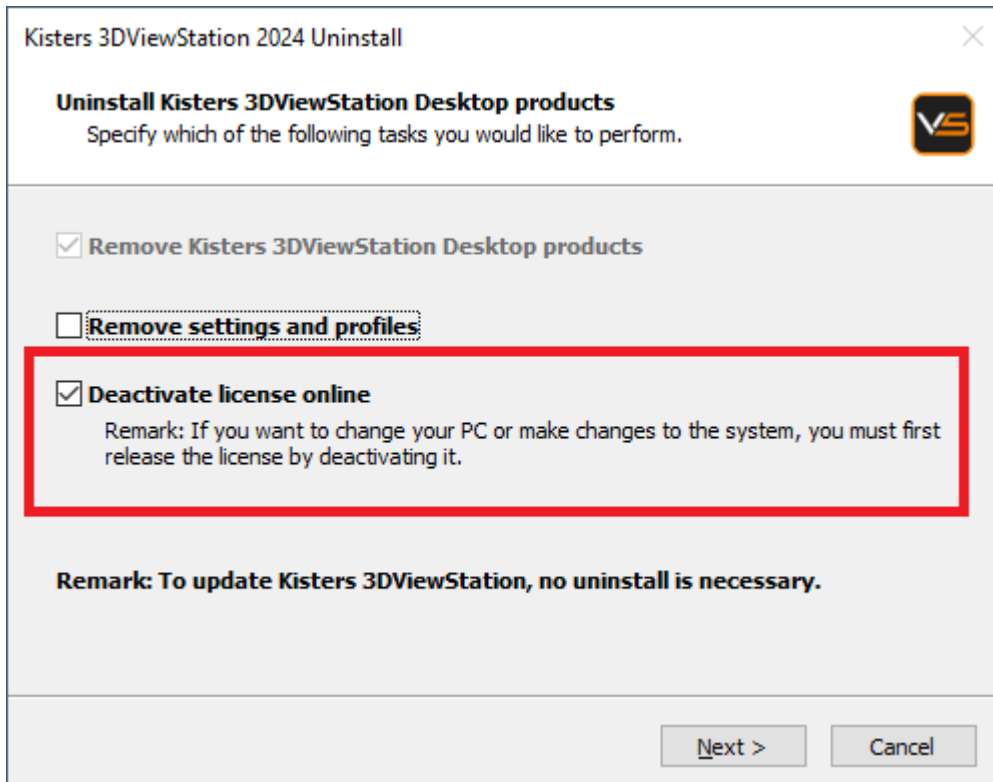 Kisters 3DViewStation 2024 Uninstall
Uninstall Kisters 3DViewStation Desktop products
Specify which of the following tasks you would like to perform.
VS
Remove Kisters 3DViewStation Desktop products
Remove settings and profiles
Deactivate license online
Remark: If you want to change your PC or make changes to the system, you must first
release the license by deactivating it.
Remark: To update Kisters 3DViewStation, no uninstall is necessary.
Next >
Cancel